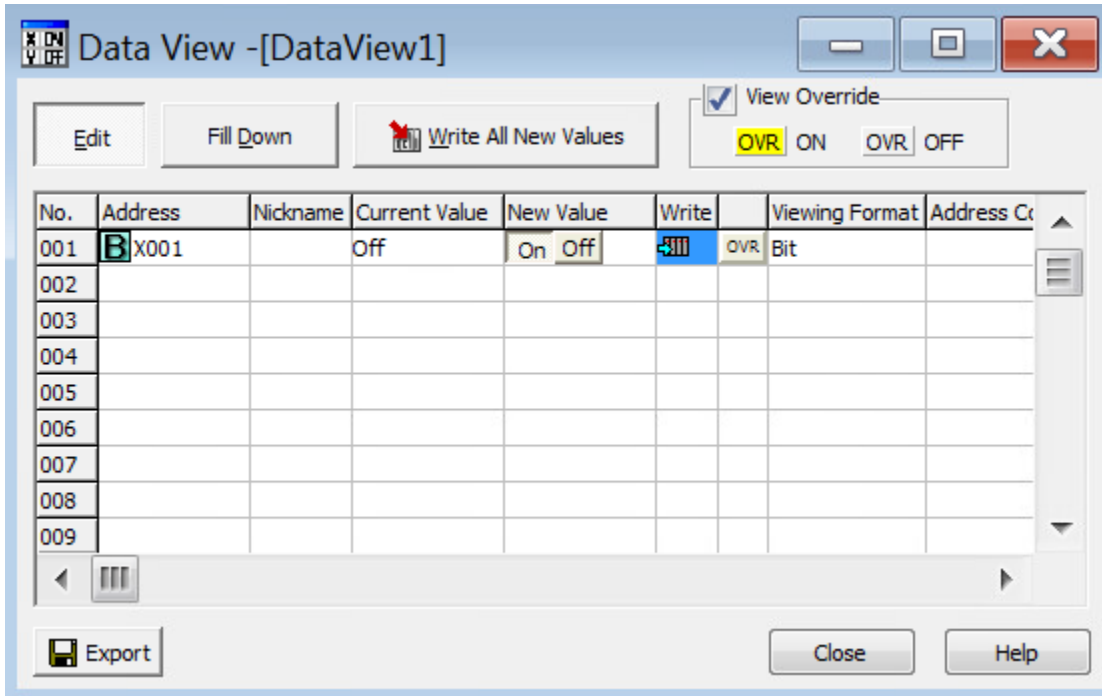 Data View -[DataView1]
Edit Fill Down Write All New Values View Override
OVR ON OVR OFF
No. Address Nickname Current Value New Value Write Viewing Format Address Co
001 B X001 Off On Off OVR Bit
002
003
004
005
006
007
008
009
Export Close Help